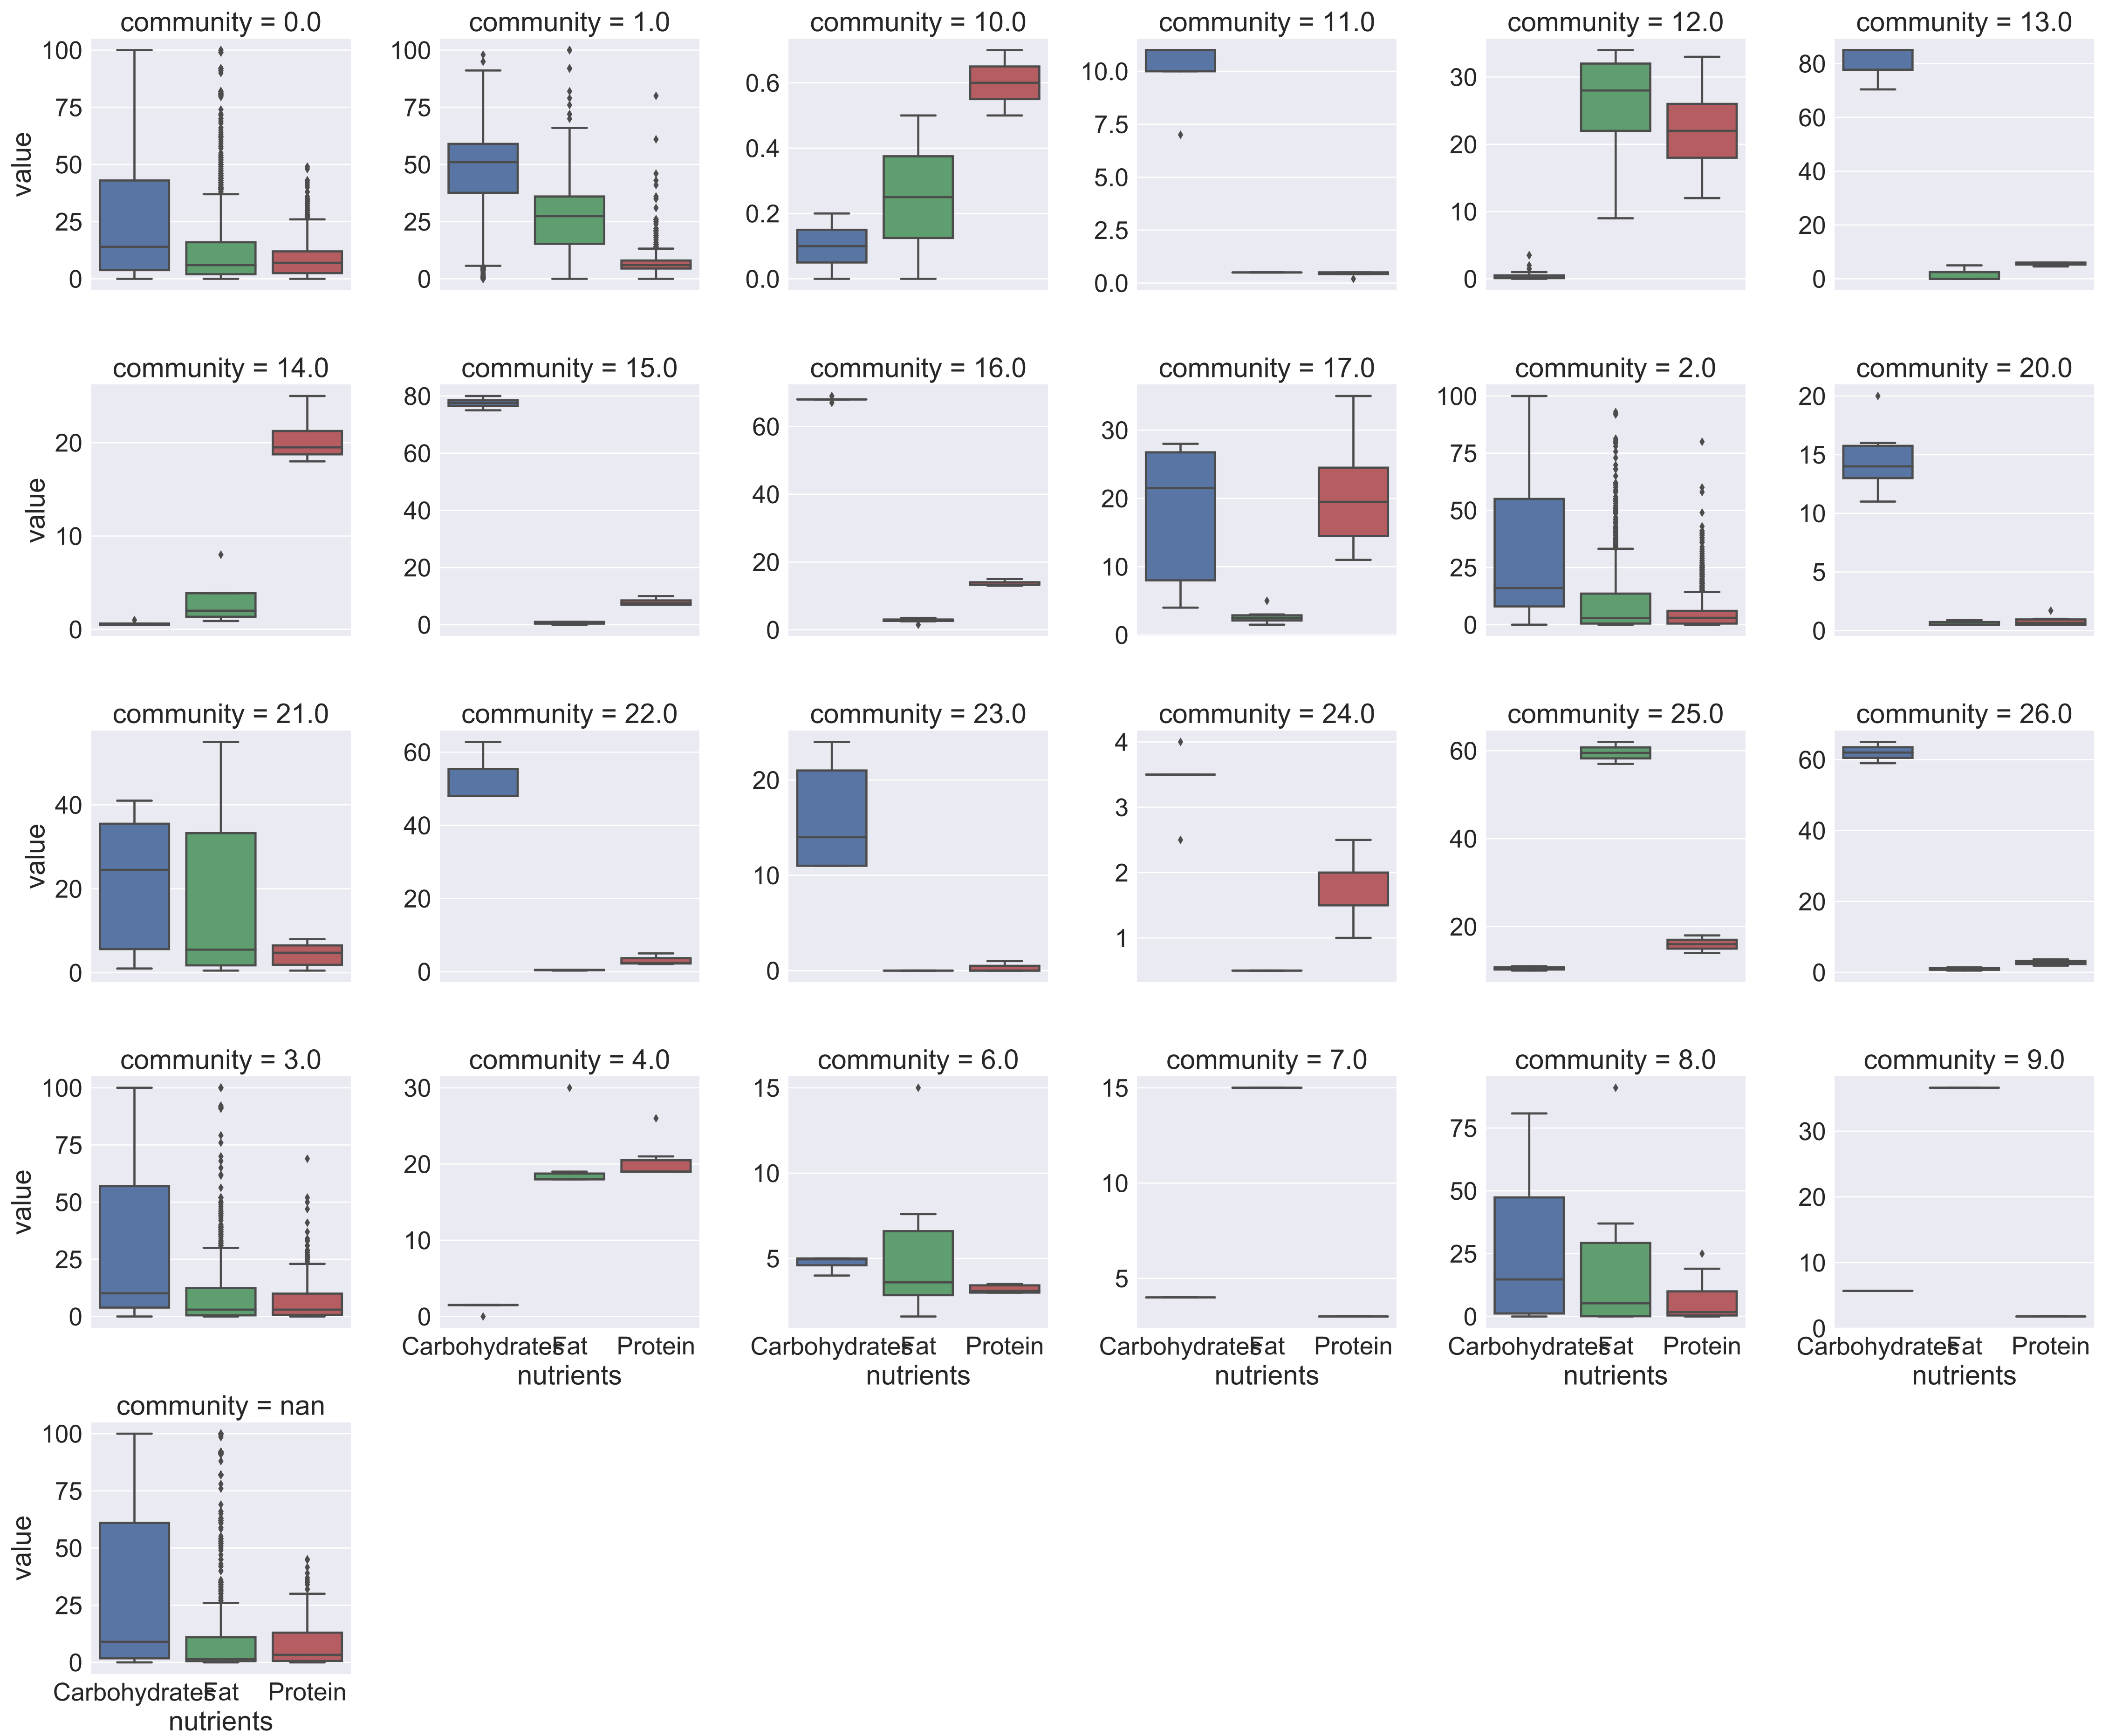 community = 0.0
community = 1.0
community = 10.0
community = 11.0
community = 12.0
community = 13.0
100
75
50
25
0
value
100
75
50
25
0
0.6
0.4
0.2
0.0
10.0
7.5
5.0
2.5
0.0
30
20
10
0
80
60
40
20
0
community = 14.0
community = 15.0
community = 16.0
community = 17.0
community = 2.0
community = 20.0
20
10
0
value
80
60
40
20
0
60
40
20
0
30
20
10
0
100
75
50
25
0
20
15
10
5
0
community = 21.0
community = 22.0
community = 23.0
community = 24.0
community = 25.0
community = 26.0
40
20
0
value
60
40
20
0
20
10
0
4
3
2
1
60
40
20
60
40
20
0
community = 3.0
community = 4.0
community = 6.0
community = 7.0
community = 8.0
community = 9.0
100
75
50
25
0
value
30
20
10
0
15
10
5
15
10
5
75
50
25
0
30
20
10
0
Carbohydrates Fat Protein
nutrients
Carbohydrates Fat Protein
nutrients
Carbohydrates Fat Protein
nutrients
Carbohydrates Fat Protein
nutrients
Carbohydrates Fat Protein
nutrients
community = nan
100
75
50
25
0
value
Carbohydrates Fat Protein
nutrients